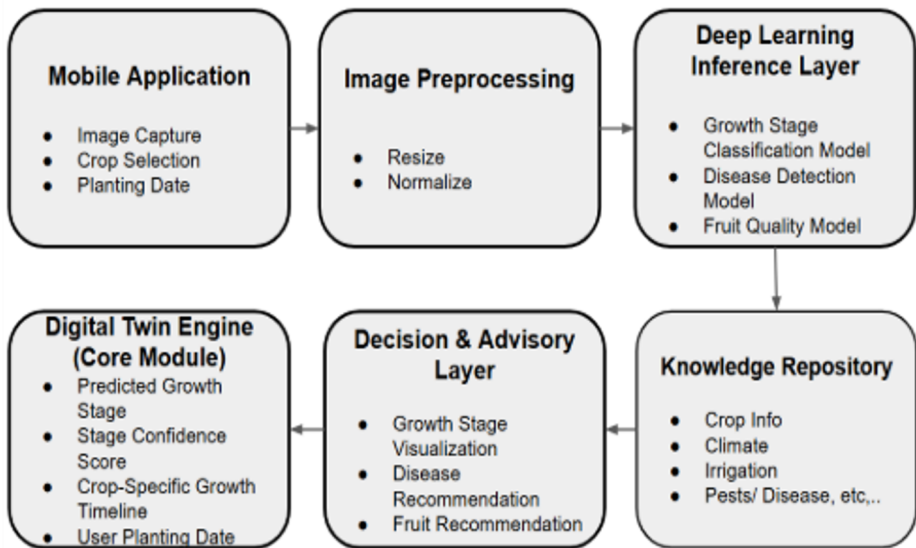 Mobile Application
● Image Capture
● Crop Selection
● Planting Date
Image Preprocessing
● Resize
● Normalize
Deep Learning
Inference Layer
● Growth Stage
Classification Model
● Disease Detection
Model
● Fruit Quality Model
Digital Twin Engine
(Core Module)
● Predicted Growth
Stage
● Stage Confidence
Score
● Crop-Specific Growth
Timeline
● User Planting Date
Decision & Advisory
Layer
● Growth Stage
Visualization
● Disease
Recommendation
● Fruit Recommendation
Knowledge Repository
● Crop Info
● Climate
● Irrigation
● Pests/ Disease, etc,..